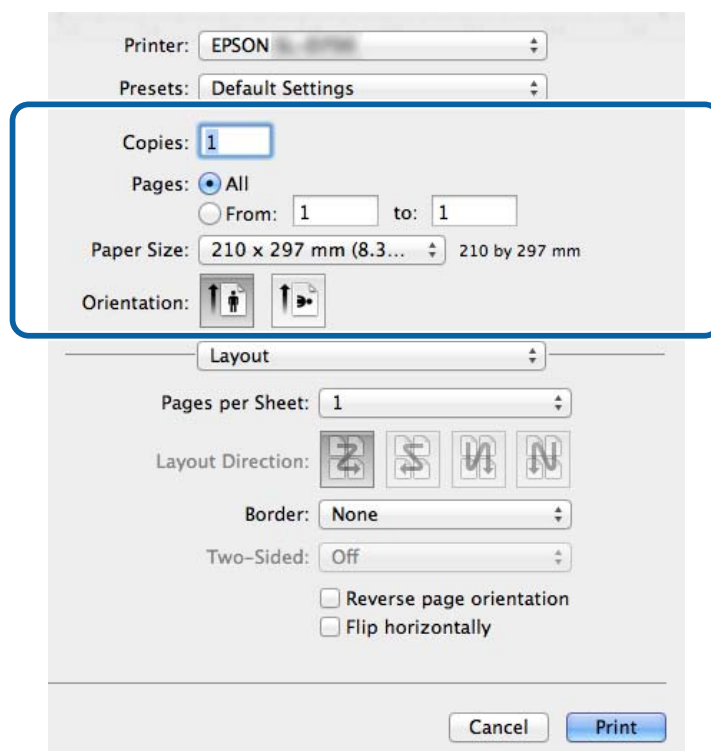 Printer: EPSON
Presets: Default Settings
Copies: 1
Pages: All
From: 1 to: 1
Paper Size: 210 x 297 mm (8.3... 210 by 297 mm
Orientation:
Layout
Pages per Sheet: 1
Layout Direction:
Border: None
Two-Sided: Off
Reverse page orientation
Flip horizontally
Cancel Print